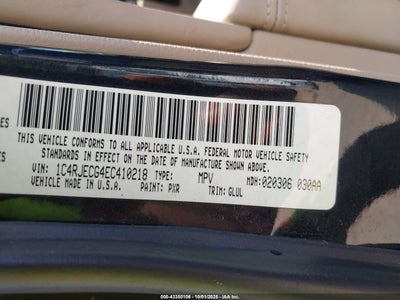 THIS VEHICLE CONFORMS TO ALL APPLICABLE U.S.A. FEDERAL MOTOR VEHICLE SAFETY
STANDARDS IN EFFECT ON THE DATE OF MANUFACTURE SHOWN ABOVE.
VIN: 1C4RJECG4EC410218 TYPE: MPV MDH:020306 030AA
VEHICLE MADE IN U.S.A. PAINT: PXR TRIM: GLUL
000-43350106 - 10/01/2025 - IAA, Inc.